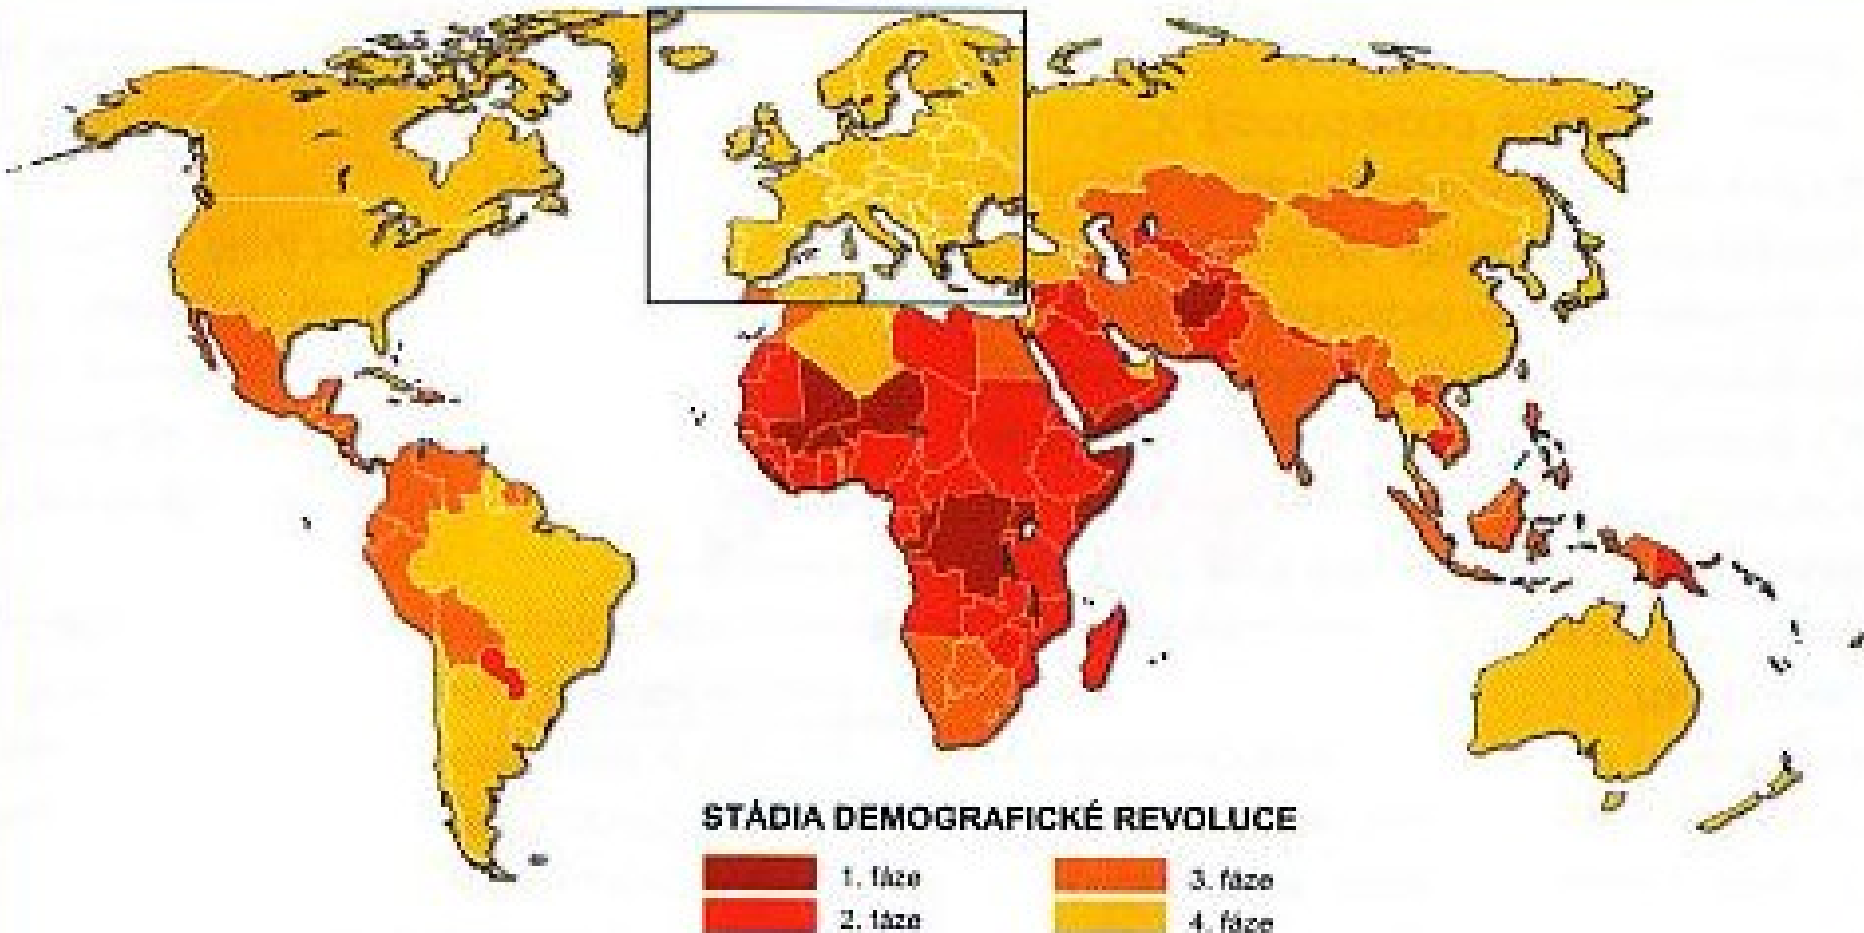 STÁDIA DEMOGRAFICKÉ REVOLUCE
1. fáze
2. fáze
3. fáze
4. fáze